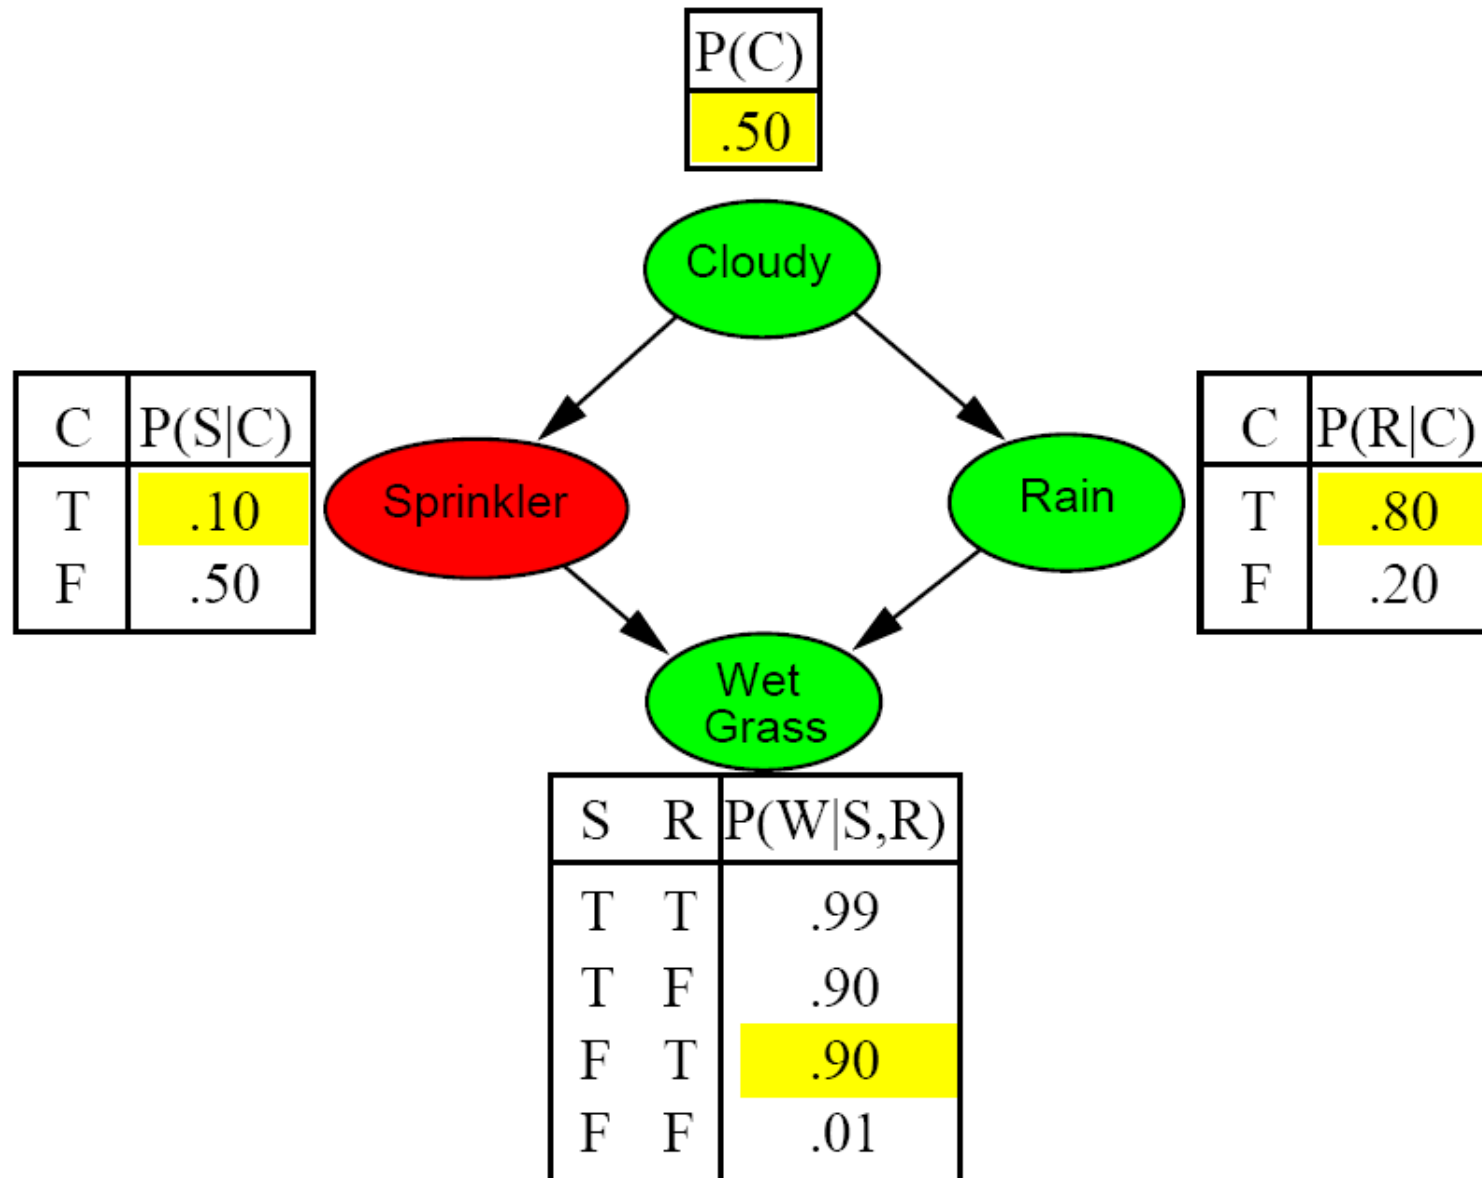 P(C)
.50
Cloudy
C P(S|C)
T .10
F .50
Sprinkler
Rain
C P(R|C)
T .80
F .20
Wet
Grass
S R P(W|S,R)
T T .99
T F .90
F T .90
F F .01